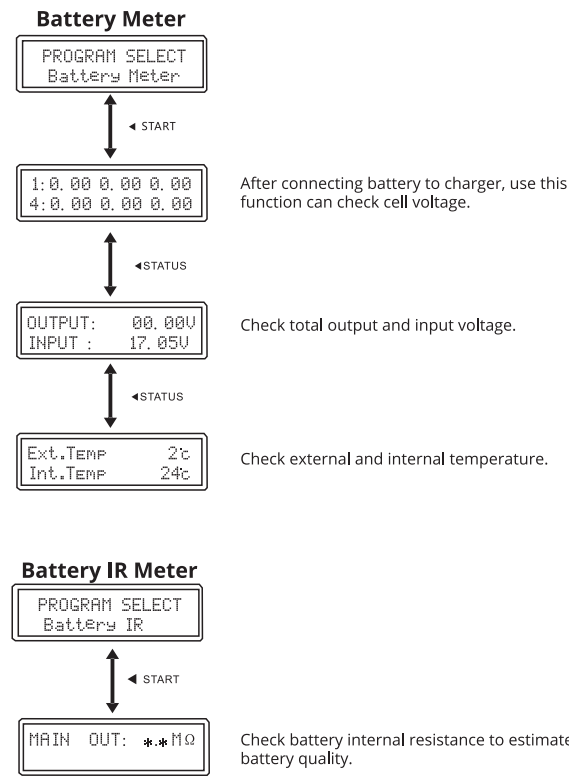 Battery Meter
PROGRAM SELECT
Battery Meter
◀ START
1:0.00 0.00 0.00
4:0.00 0.00 0.00
After connecting battery to charger, use this
function can check cell voltage.
◀STATUS
OUTPUT: 00.00V
INPUT : 17.05V
Check total output and input voltage.
◀STATUS
Ext.Temp 2℃
Int.Temp 24℃
Check external and internal temperature.
Battery IR Meter
PROGRAM SELECT
Battery IR
◀ START
MAIN OUT: *.*MΩ
Check battery internal resistance to estimate
battery quality.